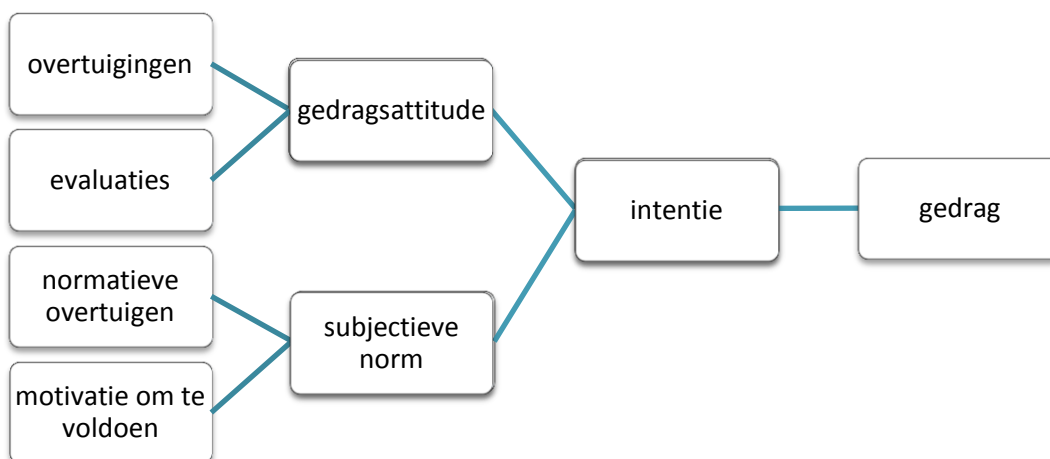 overtuigingen
evaluaties
gedragsattitude
normatieve
overtuigen
motivatie om te
voldoen
subjectieve
norm
intentie
gedrag